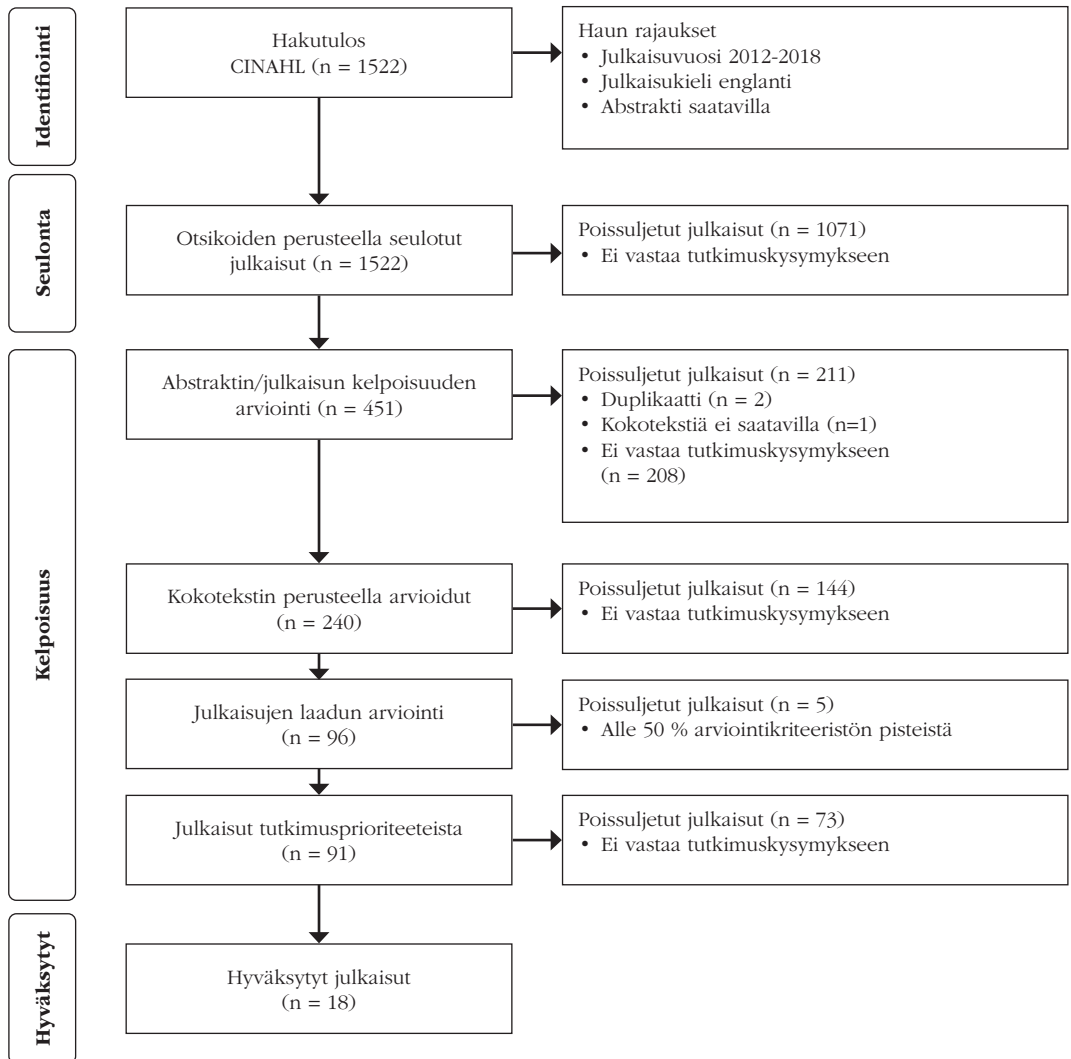 Identifiointi
Hakutulos
CINAHL (n = 1522)
Haun rajaukset
• Julkaisuvuosi 2012-2018
• Julkaisukieli englanti
• Abstrakti saatavilla
Seulonta
Otsikoiden perusteella seulotut
julkaisut (n = 1522)
Poissuljetut julkaisut (n = 1071)
• Ei vastaa tutkimuskysymykseen
Kelpoisuus
Abstraktin/julkaisun kelpoisuuden
arviointi (n = 451)
Poissuljetut julkaisut (n = 211)
• Duplikaatti (n = 2)
• Kokotekstiä ei saatavilla (n=1)
• Ei vastaa tutkimuskysymykseen
(n = 208)
Kokotekstin perusteella arvioidut
(n = 240)
Poissuljetut julkaisut (n = 144)
• Ei vastaa tutkimuskysymykseen
Julkaisujen laadun arviointi
(n = 96)
Poissuljetut julkaisut (n = 5)
• Alle 50 % arviointikriteeristön pisteistä
Julkaisut tutkimusprioriteeteista
(n = 91)
Poissuljetut julkaisut (n = 73)
• Ei vastaa tutkimuskysymykseen
Hyväksytyt
Hyväksytyt julkaisut
(n = 18)